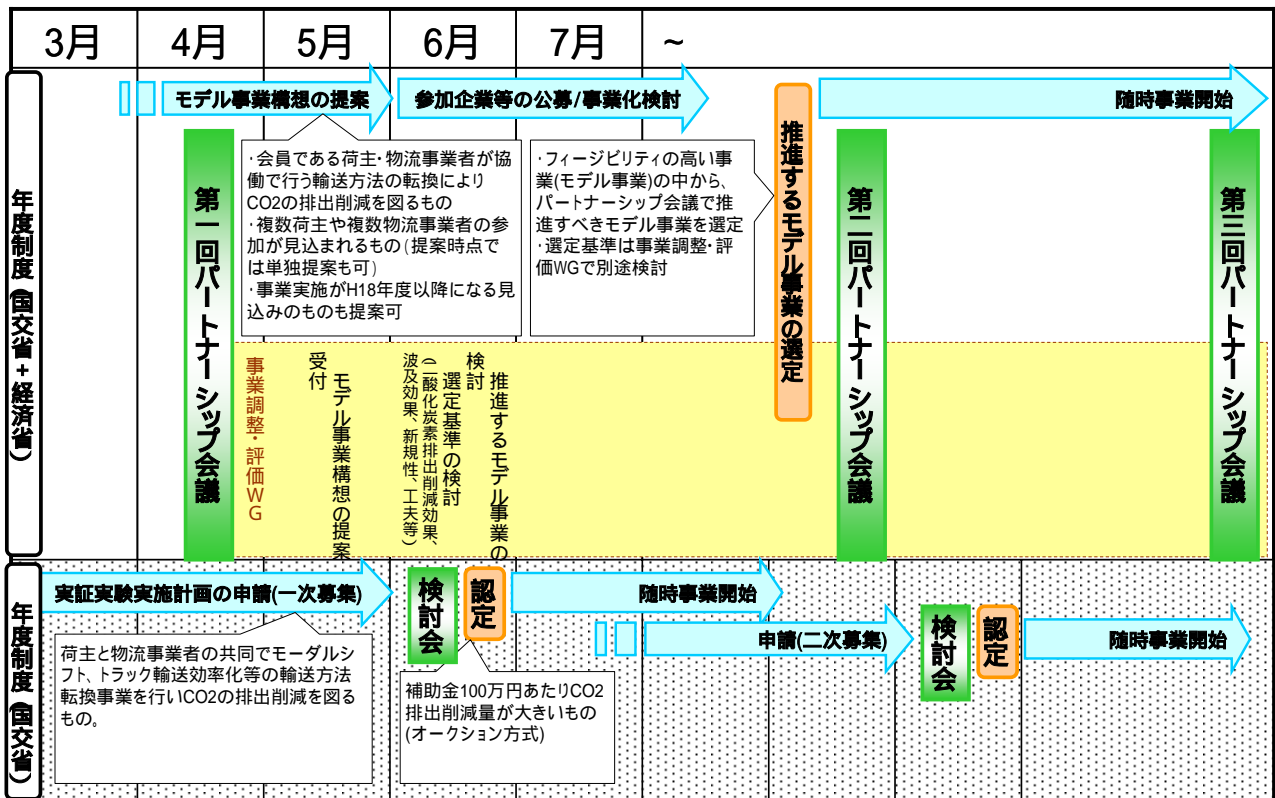 3月 4月 5月 6月 7月 ~
年度制度(国交省+経済省)
モデル事業構想の提案
参加企業等の公募/事業化検討
随時事業開始
第一回パートナーシップ会議
・会員である荷主・物流事業者が協
働で行う輸送方法の転換により
CO2の排出削減を図るもの
・複数荷主や複数物流事業者の参
加が見込まれるもの(提案時点で
は単独提案も可)
・事業実施がH18年度以降になる見
込みのものも提案可
・フィージビリティの高い事
業(モデル事業)の中から、
パートナーシップ会議で推
進すべきモデル事業を選定
・選定基準は事業調整・評
価WGで別途検討
推進するモデル事業の選定
第二回パートナーシップ会議
第三回パートナーシップ会議
事業調整・評価WG
モデル事業構想の提案
受付
推進するモデル事業の
検討
選定基準の検討
(二酸化炭素排出削減効果、
波及効果、新規性、工夫等)
年度制度(国交省)
実証実験実施計画の申請(一次募集)
荷主と物流事業者の共同でモーダルシ
フト、トラック輸送効率化等の輸送方法
転換事業を行いCO2の排出削減を図る
もの。
検討会
認定
補助金100万円あたりCO2
排出削減量が大きいもの
(オークション方式)
随時事業開始
申請(二次募集)
検討会
認定
随時事業開始